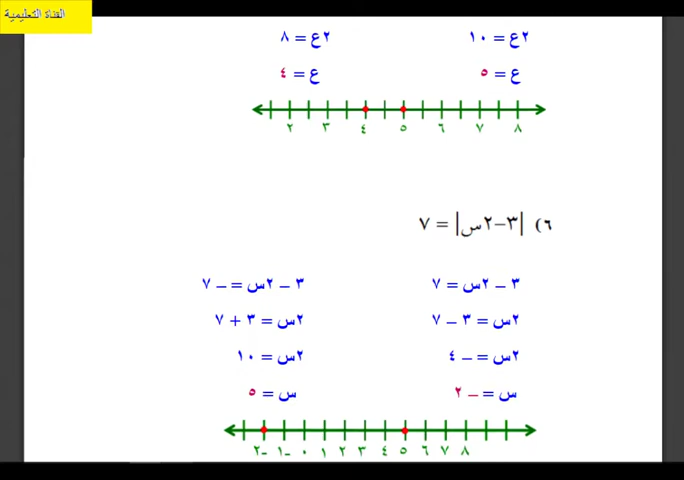 القناة التعليمية
٢ع = ١٠    ٢ع = ٨
ع = ٥    ع = ٤
٢ ٣ ٤ ٥ ٦ ٧ ٨
٦) |٣−٢س| = ٧
٣ − ٢س = ٧    ٣ − ٢س = − ٧
٢س = ٣ − ٧    ٢س = ٣ + ٧
٢س = − ٤    ٢س = ١٠
س = − ٢    س = ٥
٢- ١- ٠ ١ ٢ ٣ ٤ ٥ ٦ ٧ ٨